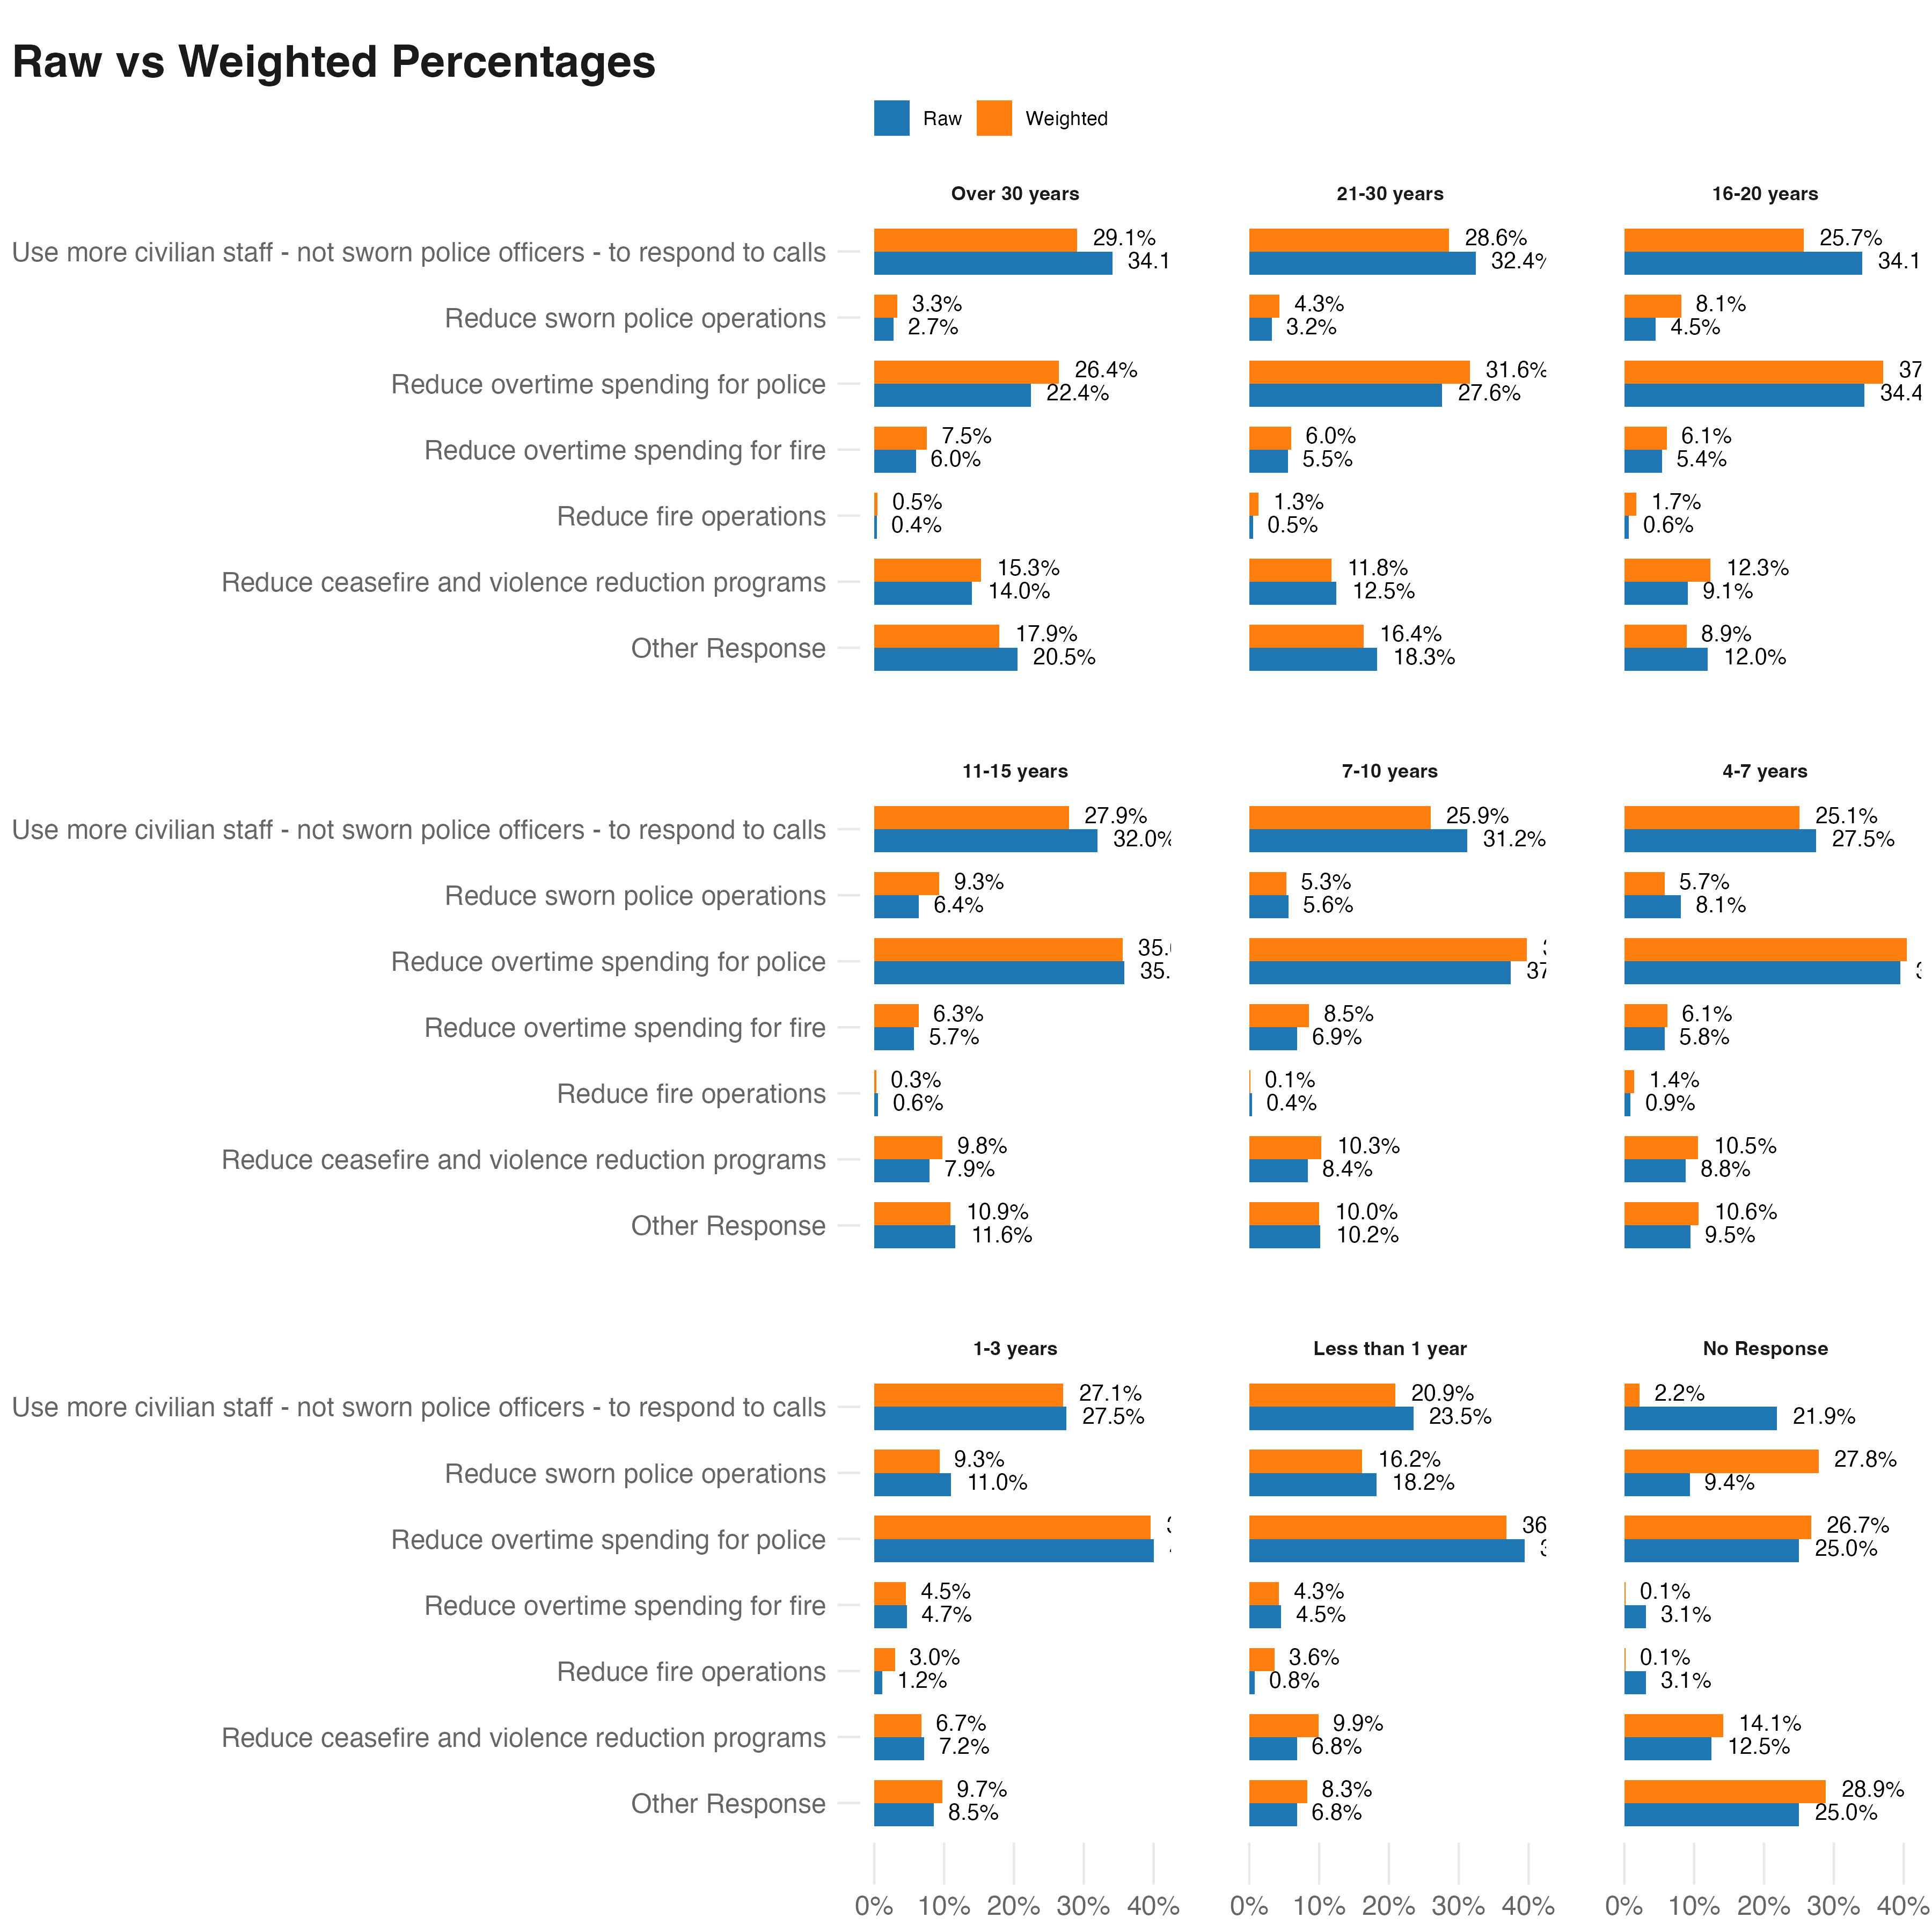 Raw vs Weighted Percentages
Raw Weighted
Over 30 years 21-30 years 16-20 years
Use more civilian staff - not sworn police officers - to respond to calls 29.1% 28.6% 25.7%
34.1 32.4% 34.1
Reduce sworn police operations 3.3% 4.3% 8.1%
2.7% 3.2% 4.5%
Reduce overtime spending for police 26.4% 31.6% 37
22.4% 27.6% 34.4
Reduce overtime spending for fire 7.5% 6.0% 6.1%
6.0% 5.5% 5.4%
Reduce fire operations 0.5% 1.3% 1.7%
0.4% 0.5% 0.6%
Reduce ceasefire and violence reduction programs 15.3% 11.8% 12.3%
14.0% 12.5% 9.1%
Other Response 17.9% 16.4% 8.9%
20.5% 18.3% 12.0%
11-15 years 7-10 years 4-7 years
Use more civilian staff - not sworn police officers - to respond to calls 27.9% 25.9% 25.1%
32.0% 31.2% 27.5%
Reduce sworn police operations 9.3% 5.3% 5.7%
6.4% 5.6% 8.1%
Reduce overtime spending for police 35.
35. 37
Reduce overtime spending for fire 6.3% 8.5% 6.1%
5.7% 6.9% 5.8%
Reduce fire operations 0.3% 0.1% 1.4%
0.6% 0.4% 0.9%
Reduce ceasefire and violence reduction programs 9.8% 10.3% 10.5%
7.9% 8.4% 8.8%
Other Response 10.9% 10.0% 10.6%
11.6% 10.2% 9.5%
1-3 years Less than 1 year No Response
Use more civilian staff - not sworn police officers - to respond to calls 27.1% 20.9% 2.2%
27.5% 23.5% 21.9%
Reduce sworn police operations 9.3% 16.2% 27.8%
11.0% 18.2% 9.4%
Reduce overtime spending for police 36 26.7%
25.0%
Reduce overtime spending for fire 4.5% 4.3% 0.1%
4.7% 4.5% 3.1%
Reduce fire operations 3.0% 3.6% 0.1%
1.2% 0.8% 3.1%
Reduce ceasefire and violence reduction programs 6.7% 9.9% 14.1%
7.2% 6.8% 12.5%
Other Response 9.7% 8.3% 28.9%
8.5% 6.8% 25.0%
0% 10% 20% 30% 40% 0% 10% 20% 30% 40% 0% 10% 20% 30% 40%